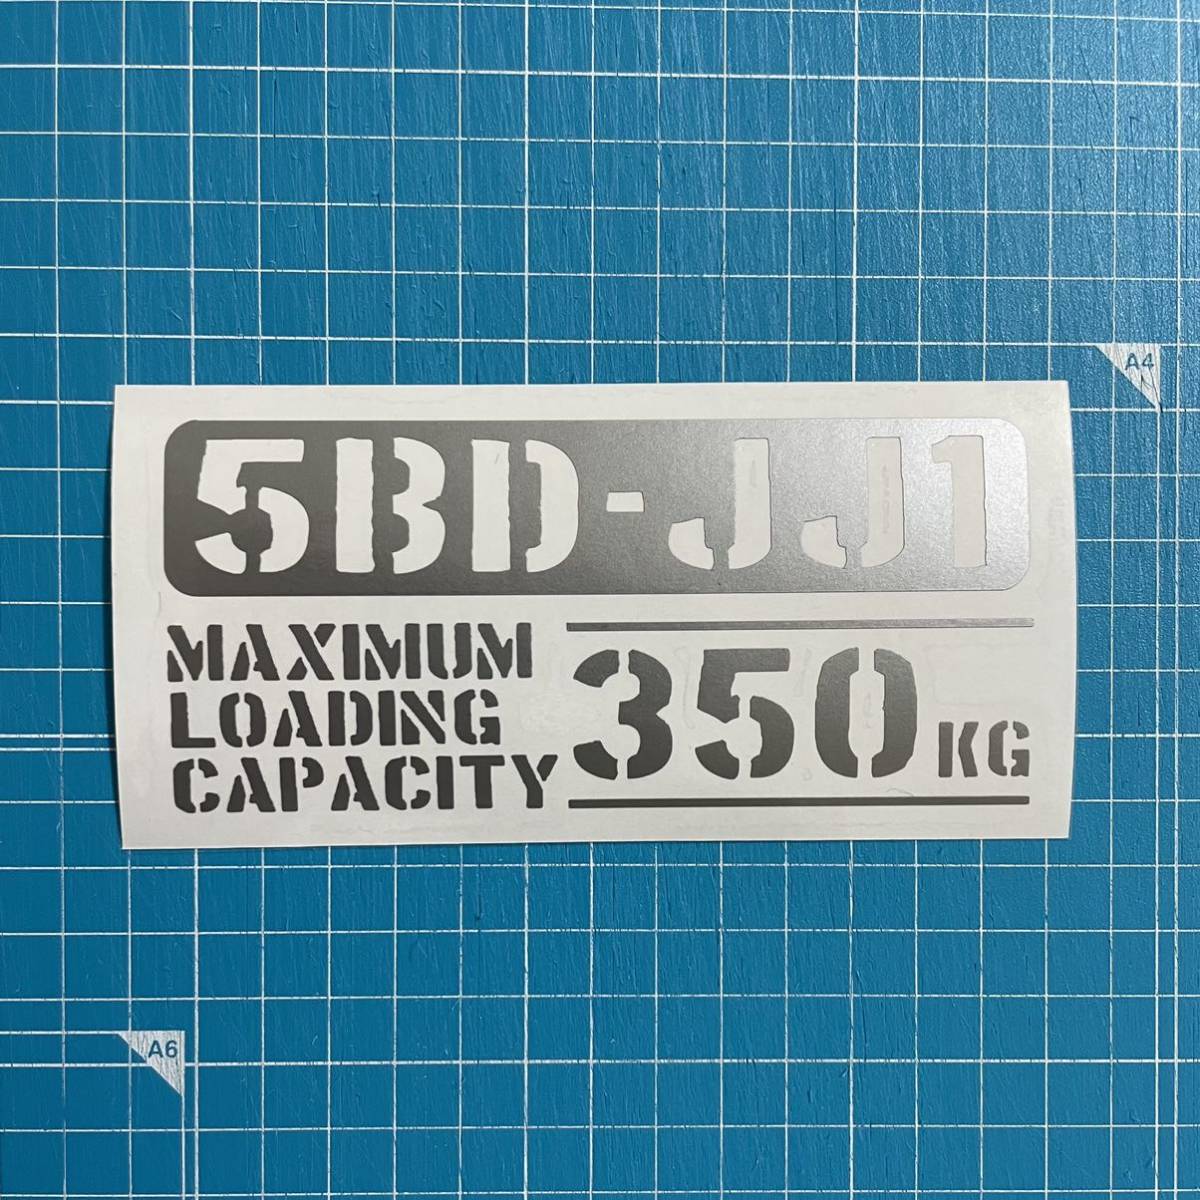 A4
5BD-JJ1
MAXIMUM
LOADING
CAPACITY
350 KG
A6